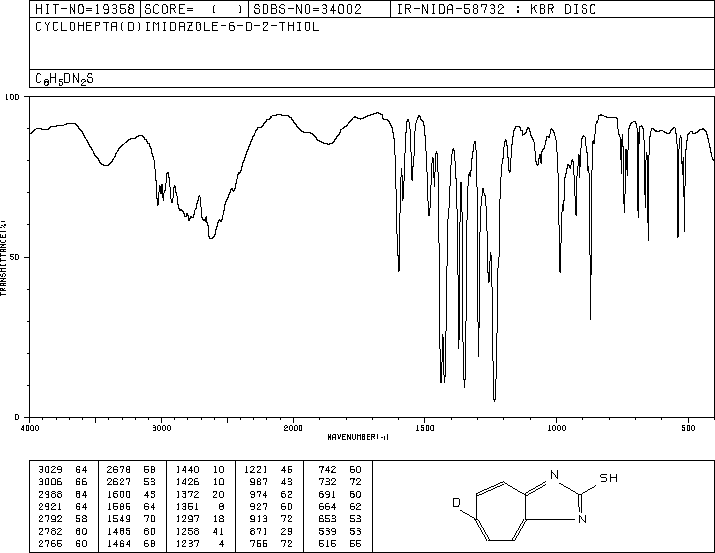 HIT-NO=19358 SCORE= ( ) SDBS-NO=34002 IR-NIDA-58732 : KBR DISC
CYCLOHEPTA(D)IMIDAZOLE-6-D-2-THIOL
C8H5DN2S
100
50
0
TRANSMITTANCE(%)
4000 3000 2000 1500 1000 500
WAVENUMBER(-1)
3029 64 2678 58 1440 10 1221 46 742 60
3006 66 2627 53 1426 10 987 43 732 72
2988 64 1600 43 1372 20 974 62 691 60
2921 64 1586 64 1351 8 927 60 664 62
2792 58 1549 70 1297 18 913 72 653 53
2782 60 1485 60 1258 41 871 29 539 53
2766 60 1464 68 1237 4 766 72 516 55
N
SH
D
N